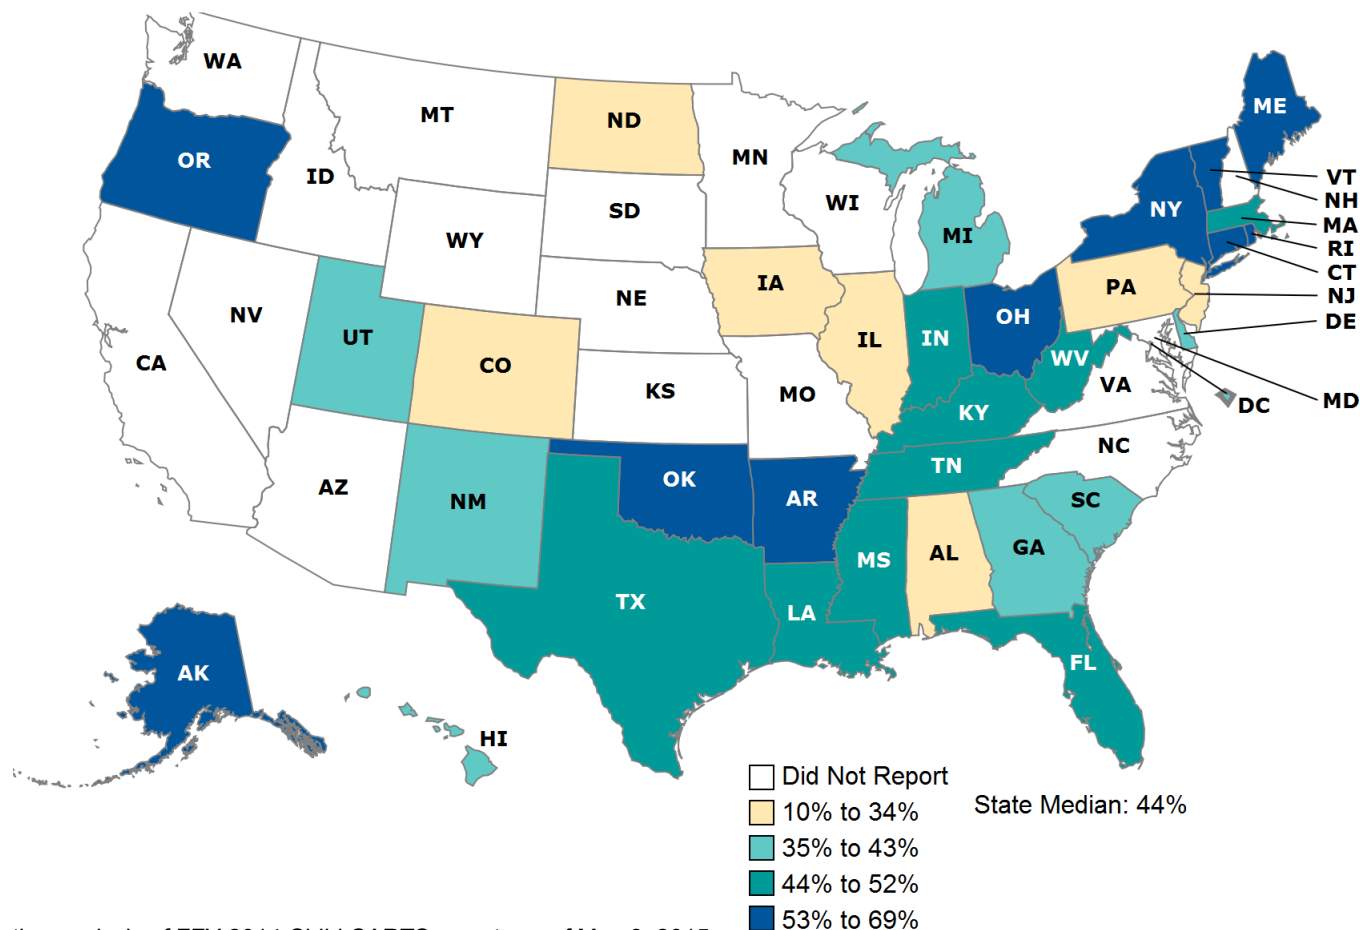 WA
MT
ND
MN
ME
OR
ID
SD
WI
MI
NY
VT
NH
MA
RI
CT
NJ
DE
MD
DC
WY
IA
NE
PA
NV
UT
CO
IL
IN
OH
WV
VA
CA
KS
MO
KY
NC
AZ
NM
OK
AR
TN
SC
TX
LA
MS
AL
GA
FL
AK
HI
Did Not Report
10% to 34%
35% to 43%
44% to 52%
53% to 69%
State Median: 44%